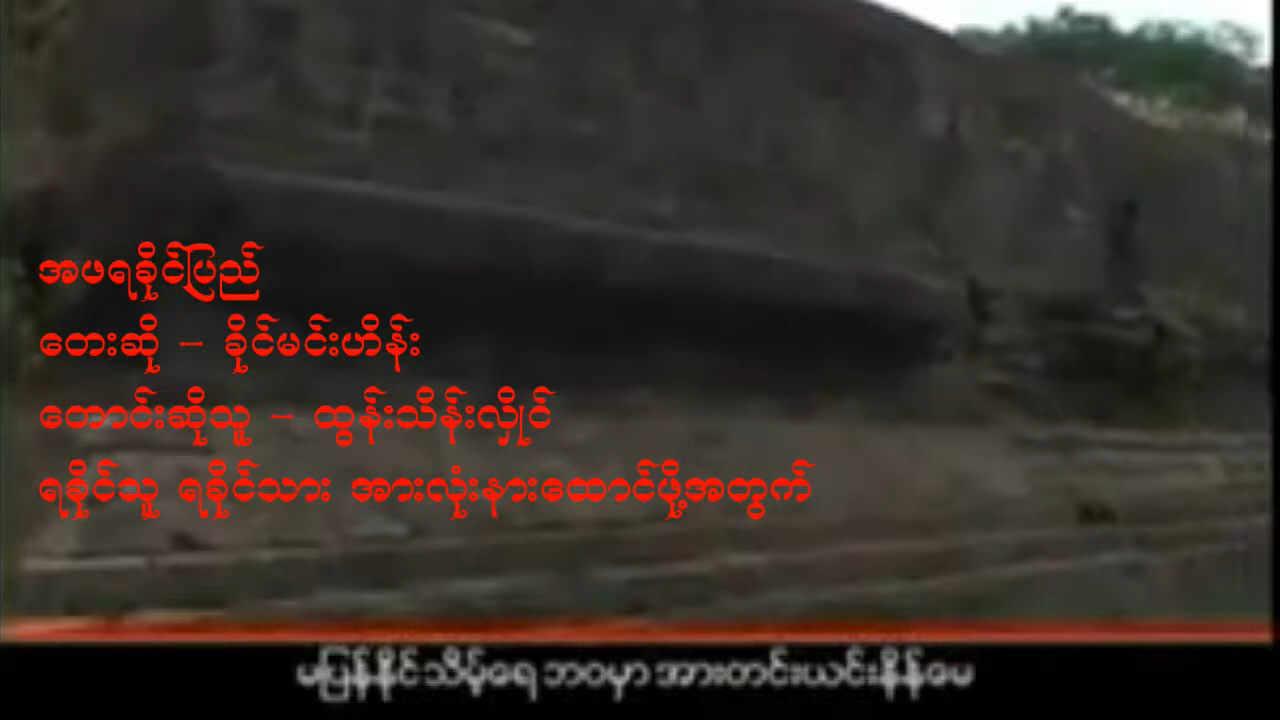 အဖရခိုင်ပြည်
တေးဆို – ခိုင်မင်းဟိန်း
တောင်းဆိုသူ – ထွန်းသိန်းလှိုင်
ရခိုင်သူ ရခိုင်သား အားလုံးနားထောင်ဖို့အတွက်
မပြန်နိုင်သိမ့်ရေ ဘဝမှာ အားတင်းယင်းနိန်မေ